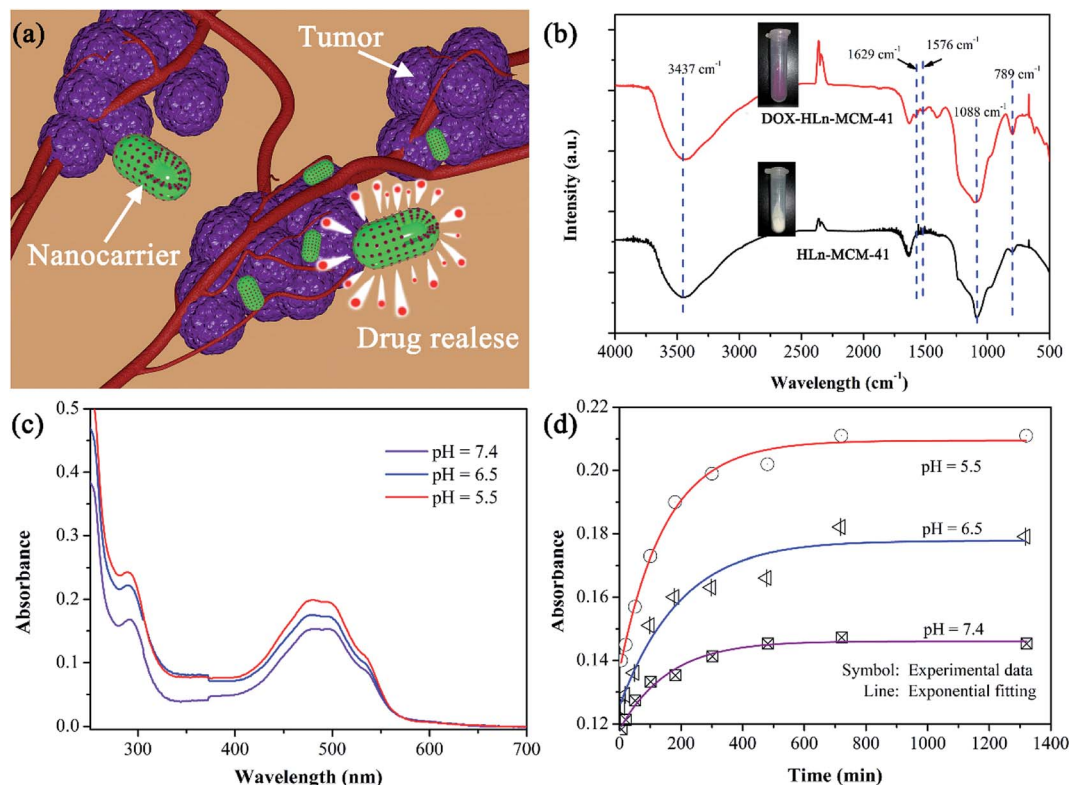 (a)
Tumor
Nanocarrier
Drug realese
(b)
3437 cm⁻¹
1629 cm⁻¹
1576 cm⁻¹
789 cm⁻¹
1088 cm⁻¹
DOX-HLn-MCM-41
HLn-MCM-41
Intensity (a.u.)
4000 3500 3000 2500 2000 1500 1000 500
Wavelength (cm⁻¹)
(c)
pH = 7.4
pH = 6.5
pH = 5.5
Absorbance
0.5
0.4
0.3
0.2
0.1
0.0
300 400 500 600 700
Wavelength (nm)
(d)
pH = 5.5
pH = 6.5
pH = 7.4
Symbol: Experimental data
Line: Exponential fitting
Absorbance
0.22
0.20
0.18
0.16
0.14
0.12
0 200 400 600 800 1000 1200 1400
Time (min)